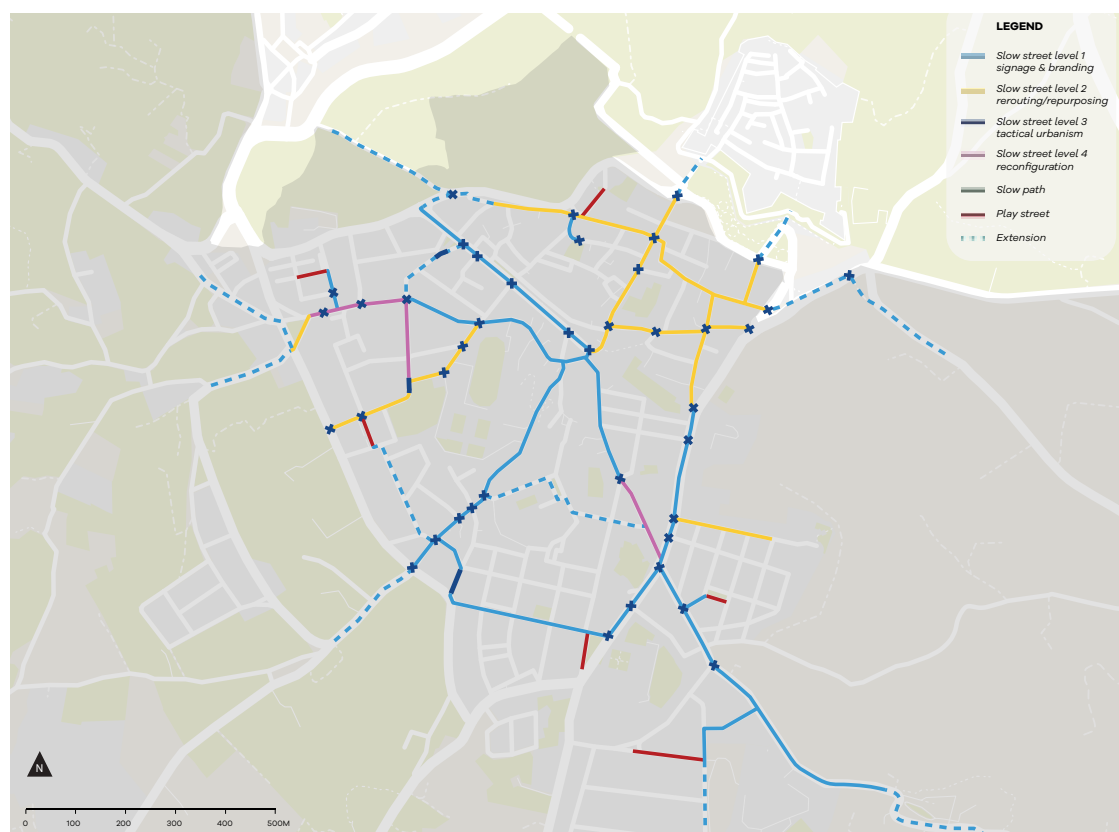 LEGEND
Slow street level 1
signage & branding
Slow street level 2
rerouting/repurposing
Slow street level 3
tactical urbanism
Slow street level 4
reconfiguration
Slow path
Play street
Extension
N
0 100 200 300 400 500M